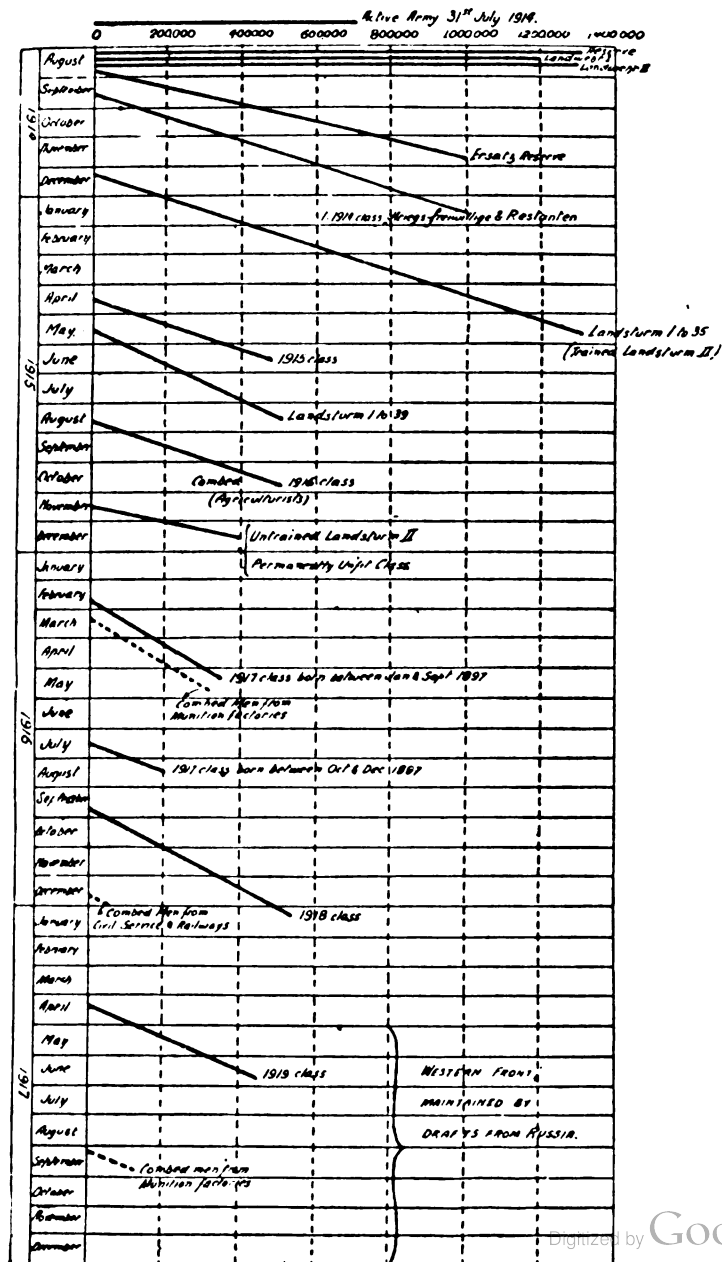 Active Army 31st July 1914.
0 200000 400000 600000 800000 1000000 1200000 1400000
Reserve
Landwehr I
Landwehr II
1914
August
September
October
November
December
Ersatz Reserve
1915
January
1. 1914 class, Kriegs-freiwillige & Restanten
February
March
April
May.
Landsturm I to 35
(Trained Landsturm II)
June
1915 class
July
August
Landsturm I to 39
September
October
Combed 1916 class
(Agriculturists)
November
December
Untrained Landsturm II
1916
January
Permanently Unfit Class
February
March
April
May
1917 class born between Jan & Sept 1897
Combed Men from
Munition factories
June
July
August
1917 class born between Oct & Dec 1897
September
October
November
December
1917
January
Combed Men from
Civil Service & Railways
1918 class
February
March
April
May
June
1919 class
WESTERN FRONT,
July
MAINTAINED BY
August
DRAFTS FROM RUSSIA.
September
Combed men from
Munition factories
October
November
December
Digitized by Goo